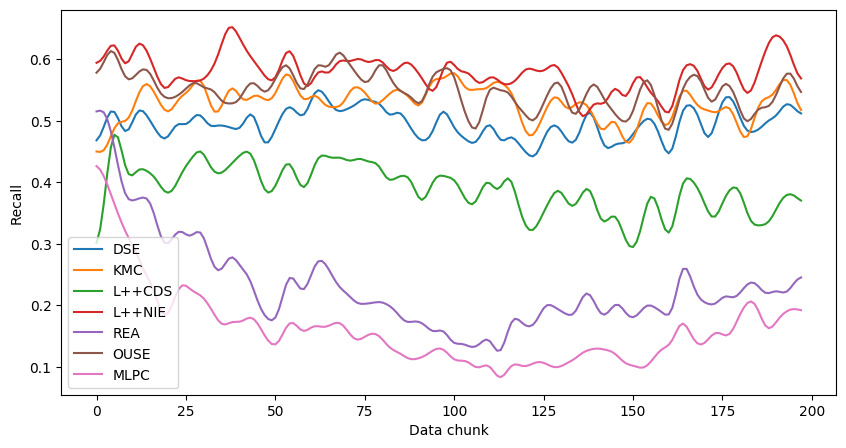 Recall
0.6
0.5
0.4
0.3
0.2
0.1
DSE
KMC
L++CDS
L++NIE
REA
OUSE
MLPC
0 25 50 75 100 125 150 175 200
Data chunk